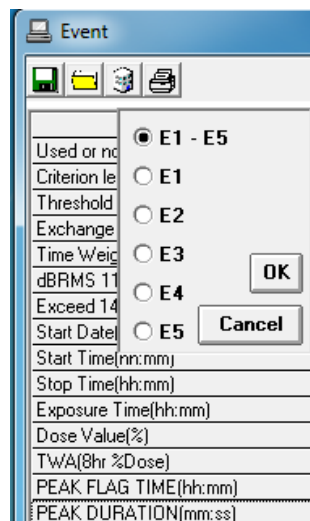 Event
E1 - E5
E1
E2
E3
E4
E5
OK
Cancel
Used or no
Criterion le
Threshold
Exchange
Time Weig
dBRMS 11
Exceed 14
Start Date(
Start Time(hh:mm)
Stop Time(hh:mm)
Exposure Time(hh:mm)
Dose Value(%)
TWA(8hr %Dose)
PEAK FLAG TIME(hh:mm)
PEAK DURATION(mm:ss)